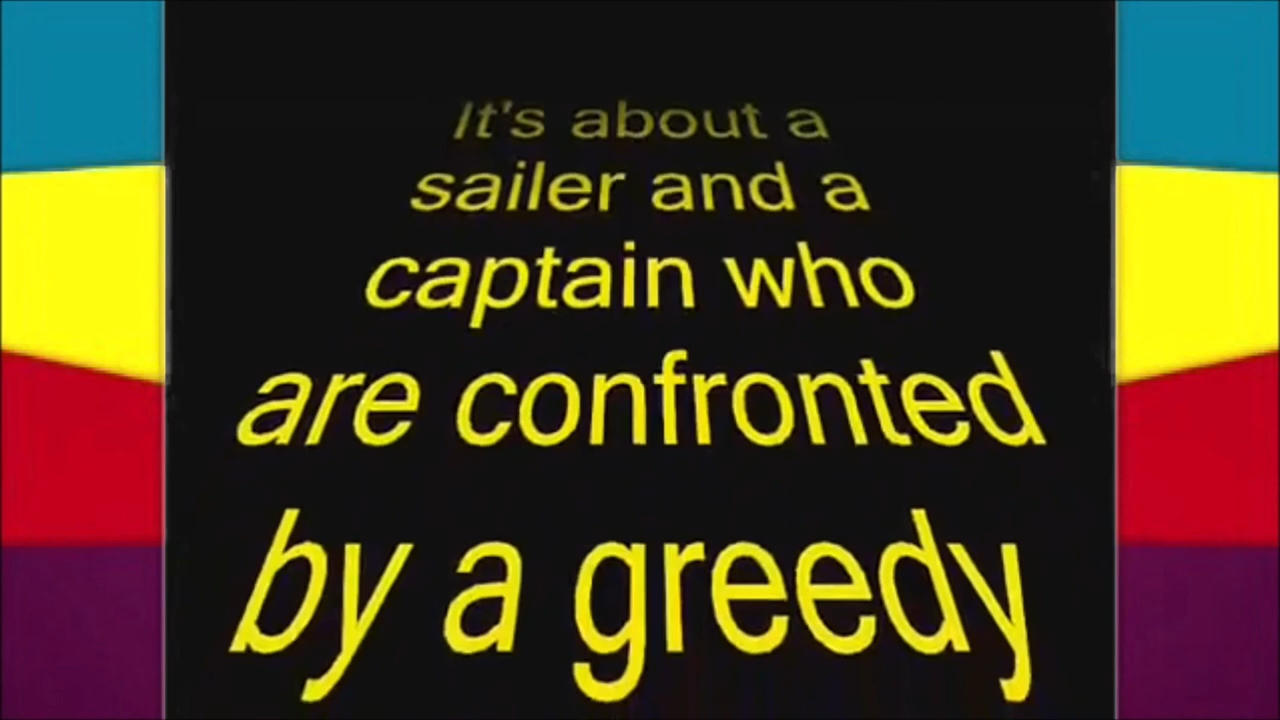 It's about a
sailer and a
captain who
are confronted
by a greedy